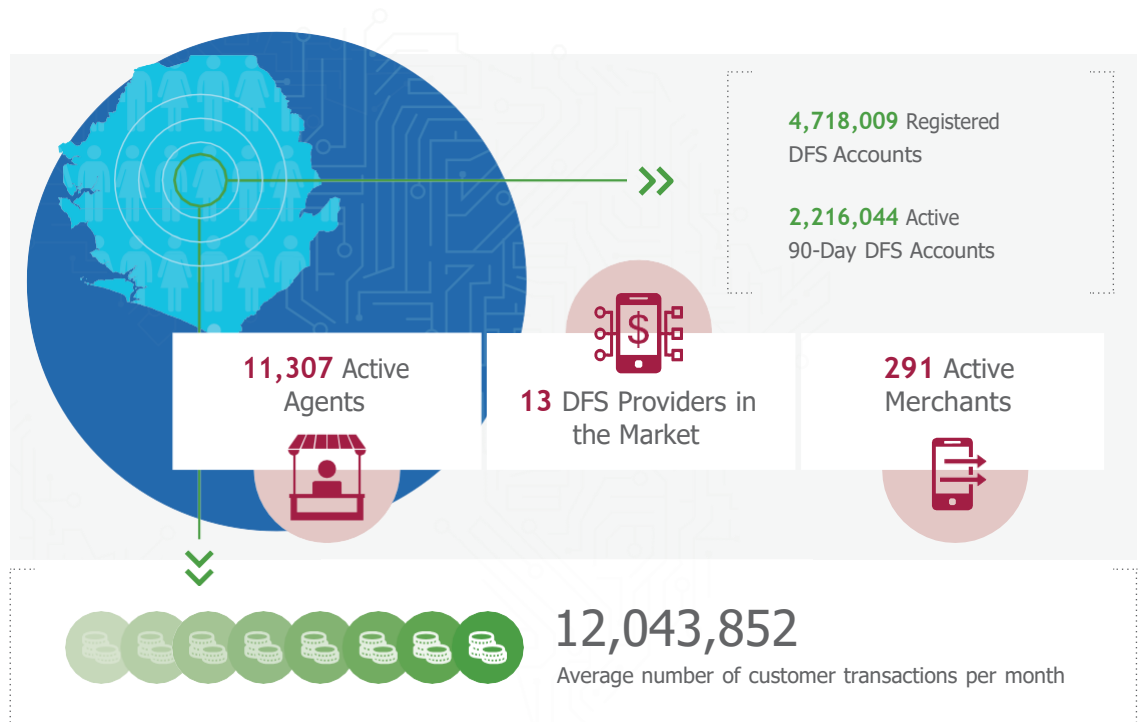 4,718,009 Registered
DFS Accounts
2,216,044 Active
90-Day DFS Accounts
11,307 Active
Agents
$
13 DFS Providers in
the Market
291 Active
Merchants
12,043,852
Average number of customer transactions per month